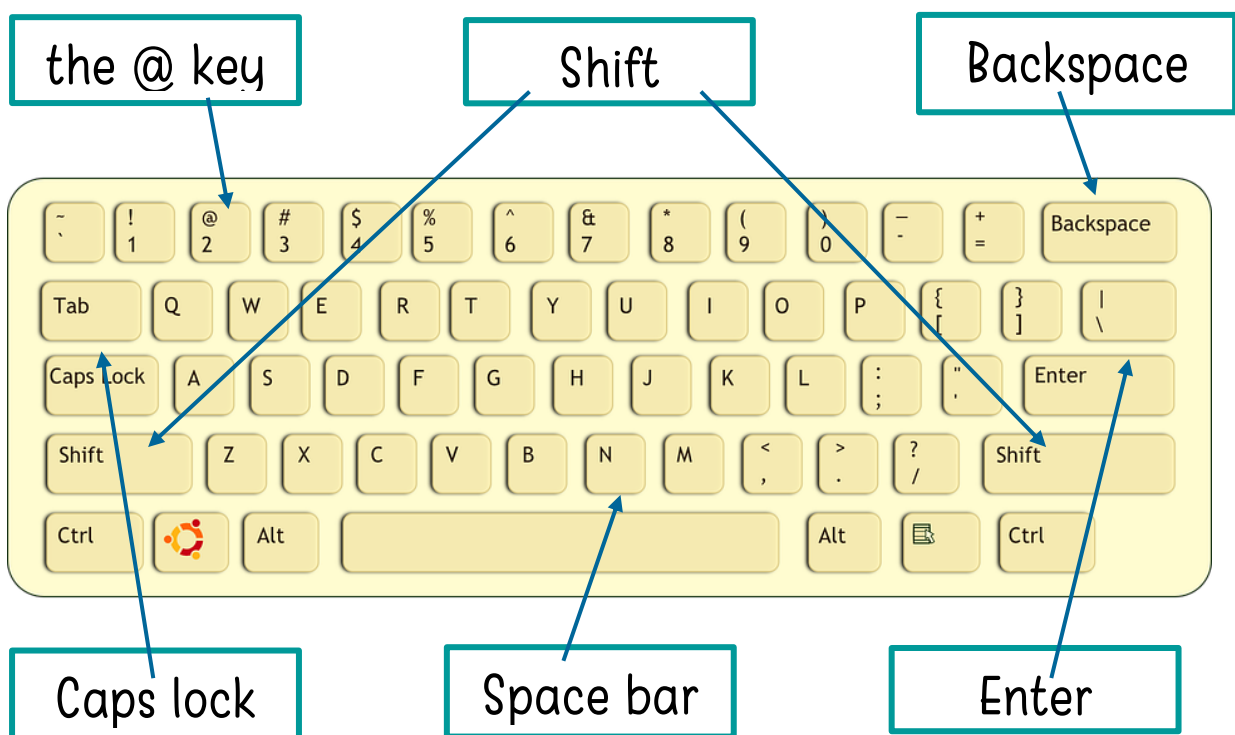 the @ key
Shift
Backspace
~ ! @ # $ % ^ & * ( ) _ + Backspace
` 1 2 3 4 5 6 7 8 9 0 - =
Tab Q W E R T Y U I O P { } |
[ ] \
Caps Lock A S D F G H J K L : " Enter
; '
Shift Z X C V B N M < > ? Shift
, . /
Ctrl Alt Alt Ctrl
Caps lock
Space bar
Enter